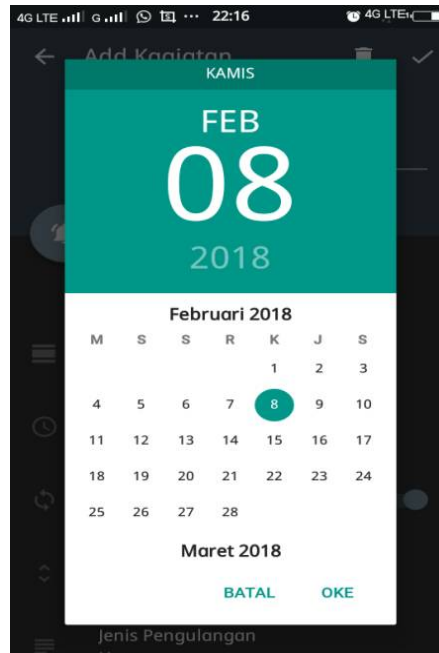 4G LTE G ... 22:16 4G LTE
Add Kagiatan
KAMIS
FEB
08
2018
Februari 2018
M S S R K J S
1 2 3
4 5 6 7 8 9 10
11 12 13 14 15 16 17
18 19 20 21 22 23 24
25 26 27 28
Maret 2018
BATAL OKE
Jenis Pengulangan